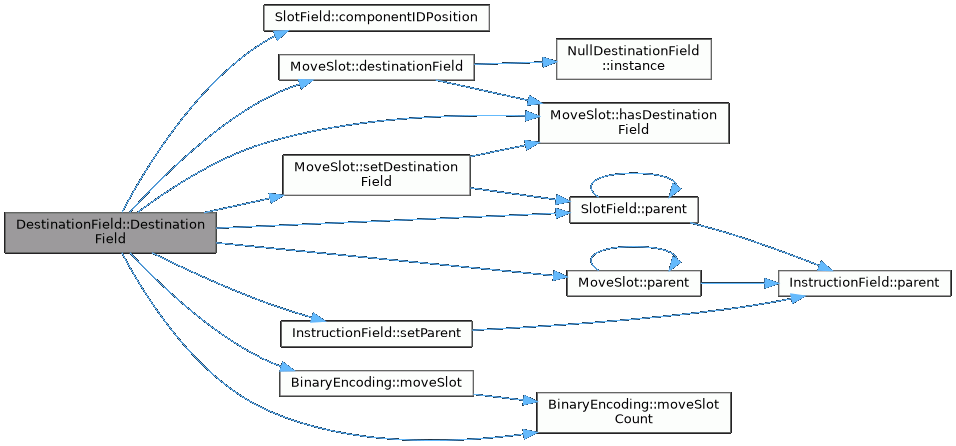 SlotField::componentIDPosition
MoveSlot::destinationField
NullDestinationField
::instance
MoveSlot::hasDestination
Field
MoveSlot::setDestination
Field
SlotField::parent
DestinationField::Destination
Field
MoveSlot::parent
InstructionField::parent
InstructionField::setParent
BinaryEncoding::moveSlot
BinaryEncoding::moveSlot
Count